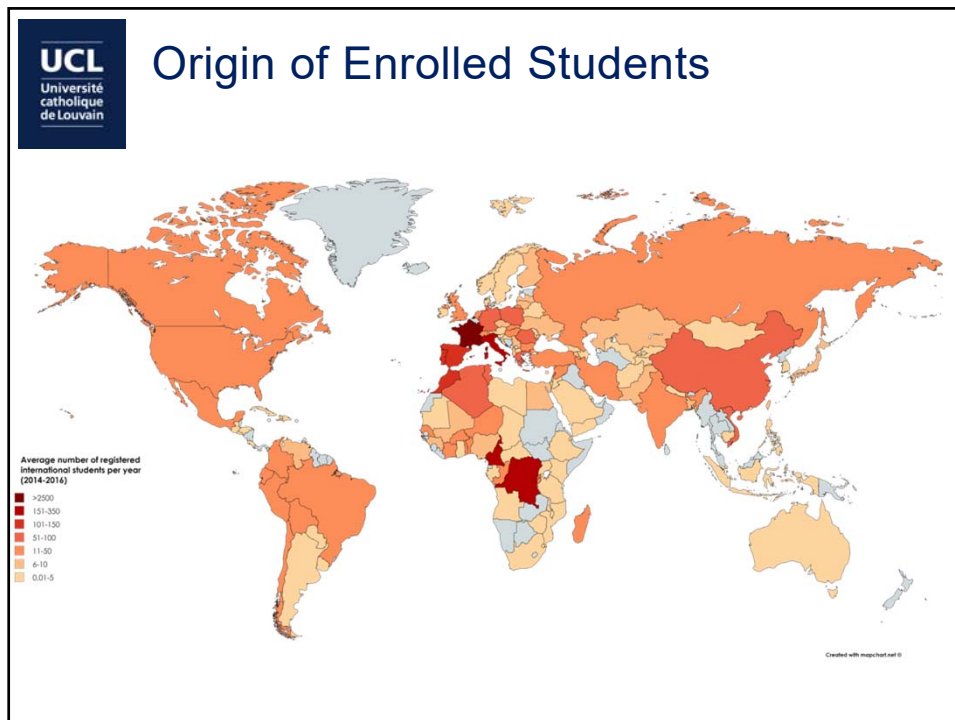 UCL
Université
catholique
de Louvain
Origin of Enrolled Students
Average number of registered
international students per year
(2014-2016)
>2500
151-350
101-150
51-100
11-50
6-10
0.01-5
Created with mapchart.net ©